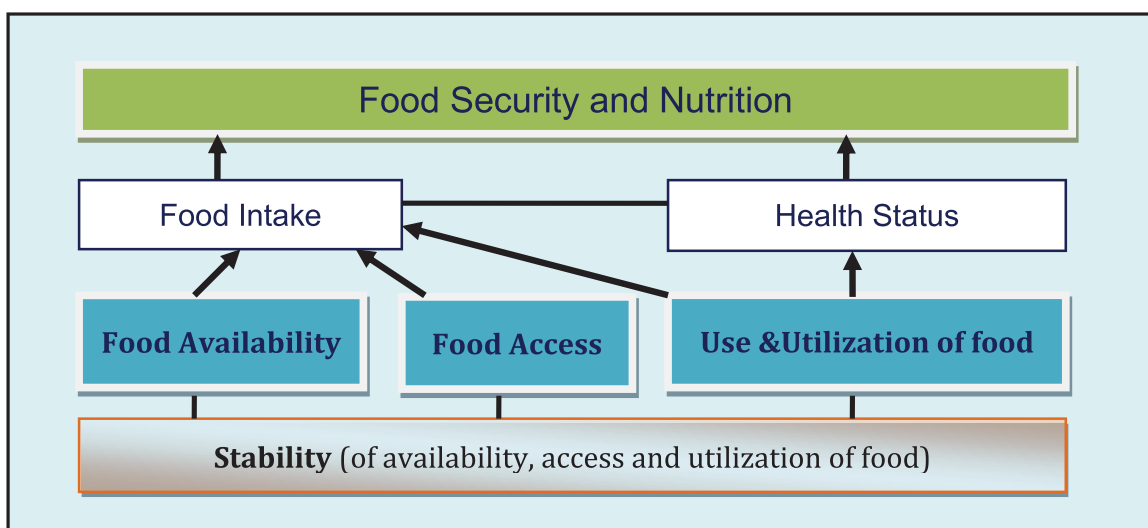 Food Security and Nutrition
Food Intake
Health Status
Food Availability
Food Access
Use &Utilization of food
Stability (of availability, access and utilization of food)